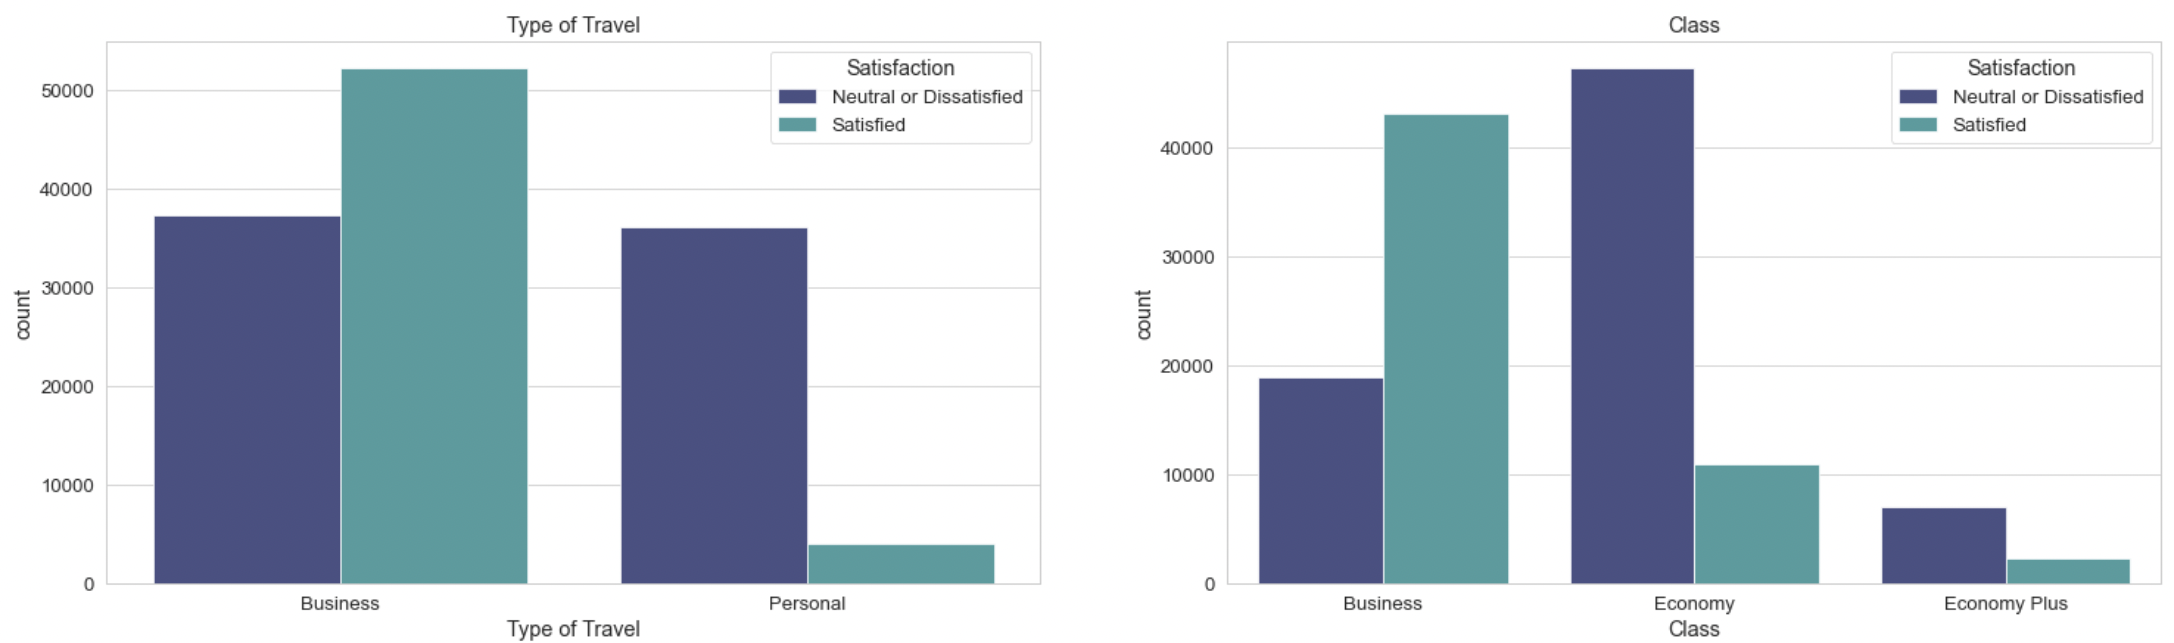 Type of Travel
Satisfaction
Neutral or Dissatisfied
Satisfied
50000
40000
30000
20000
10000
0
count
Business
Personal
Type of Travel
Class
Satisfaction
Neutral or Dissatisfied
Satisfied
40000
30000
20000
10000
0
count
Business
Economy
Economy Plus
Class